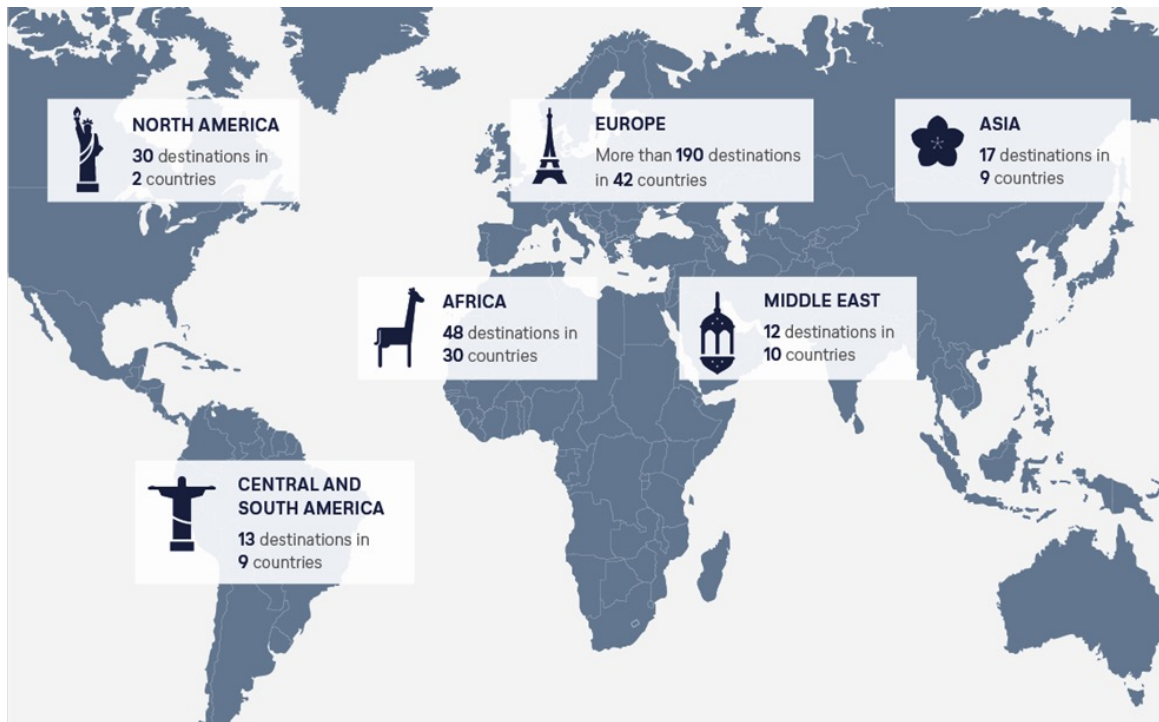 NORTH AMERICA
30 destinations in
2 countries
EUROPE
More than 190 destinations
in 42 countries
ASIA
17 destinations in
9 countries
AFRICA
48 destinations in
30 countries
MIDDLE EAST
12 destinations in
10 countries
CENTRAL AND
SOUTH AMERICA
13 destinations in
9 countries